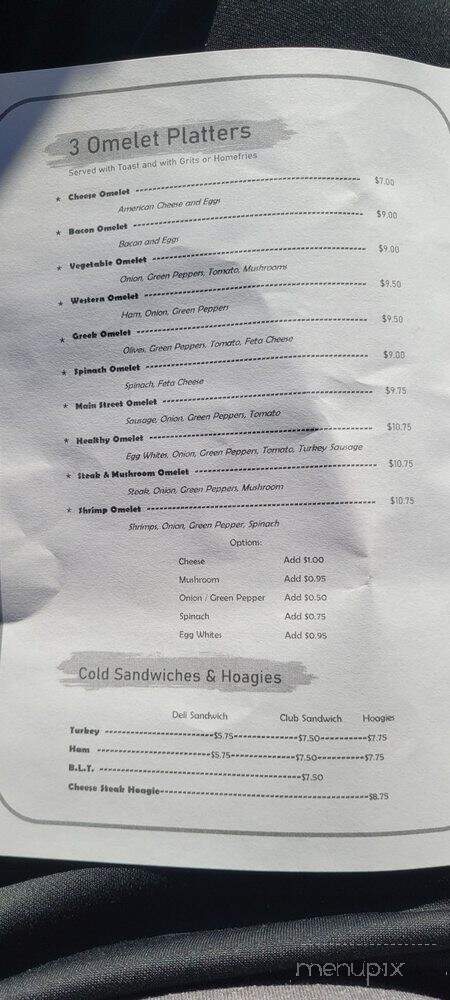 3 Omelet Platters
Served with Toast and with Grits or Homefries
* Cheese Omelet ---------------------------------------- $7.00
American Cheese and Eggs
* Bacon Omelet ---------------------------------------- $9.00
Bacon and Eggs
* Vegetable Omelet ---------------------------------------- $9.00
Onion, Green Peppers, Tomato, Mushrooms
* Western Omelet ---------------------------------------- $9.50
Ham, Onion, Green Peppers
* Greek Omelet ---------------------------------------- $9.50
Olives, Green Peppers, Tomato, Feta Cheese
* Spinach Omelet ---------------------------------------- $9.00
Spinach, Feta Cheese
* Main Street Omelet ---------------------------------------- $9.75
Sausage, Onion, Green Peppers, Tomato
* Healthy Omelet ---------------------------------------- $10.75
Egg Whites, Onion, Green Peppers, Tomato, Turkey Sausage
* Steak & Mushroom Omelet -------------------------------- $10.75
Steak, Onion, Green Peppers, Mushroom
* Shrimp Omelet ---------------------------------------- $10.75
Shrimps, Onion, Green Pepper, Spinach
Options:
Cheese Add $1.00
Mushroom Add $0.95
Onion / Green Pepper Add $0.50
Spinach Add $0.75
Egg Whites Add $0.95
Cold Sandwiches & Hoagies
Deli Sandwich Club Sandwich Hoagies
Turkey --------------------$5.75---------------$7.50-----------$7.75
Ham --------------------$5.75---------------$7.50-----------$7.75
B.L.T. ----------------------------------------$7.50
Cheese Steak Hoagie----------------------------------------$8.75
menupix